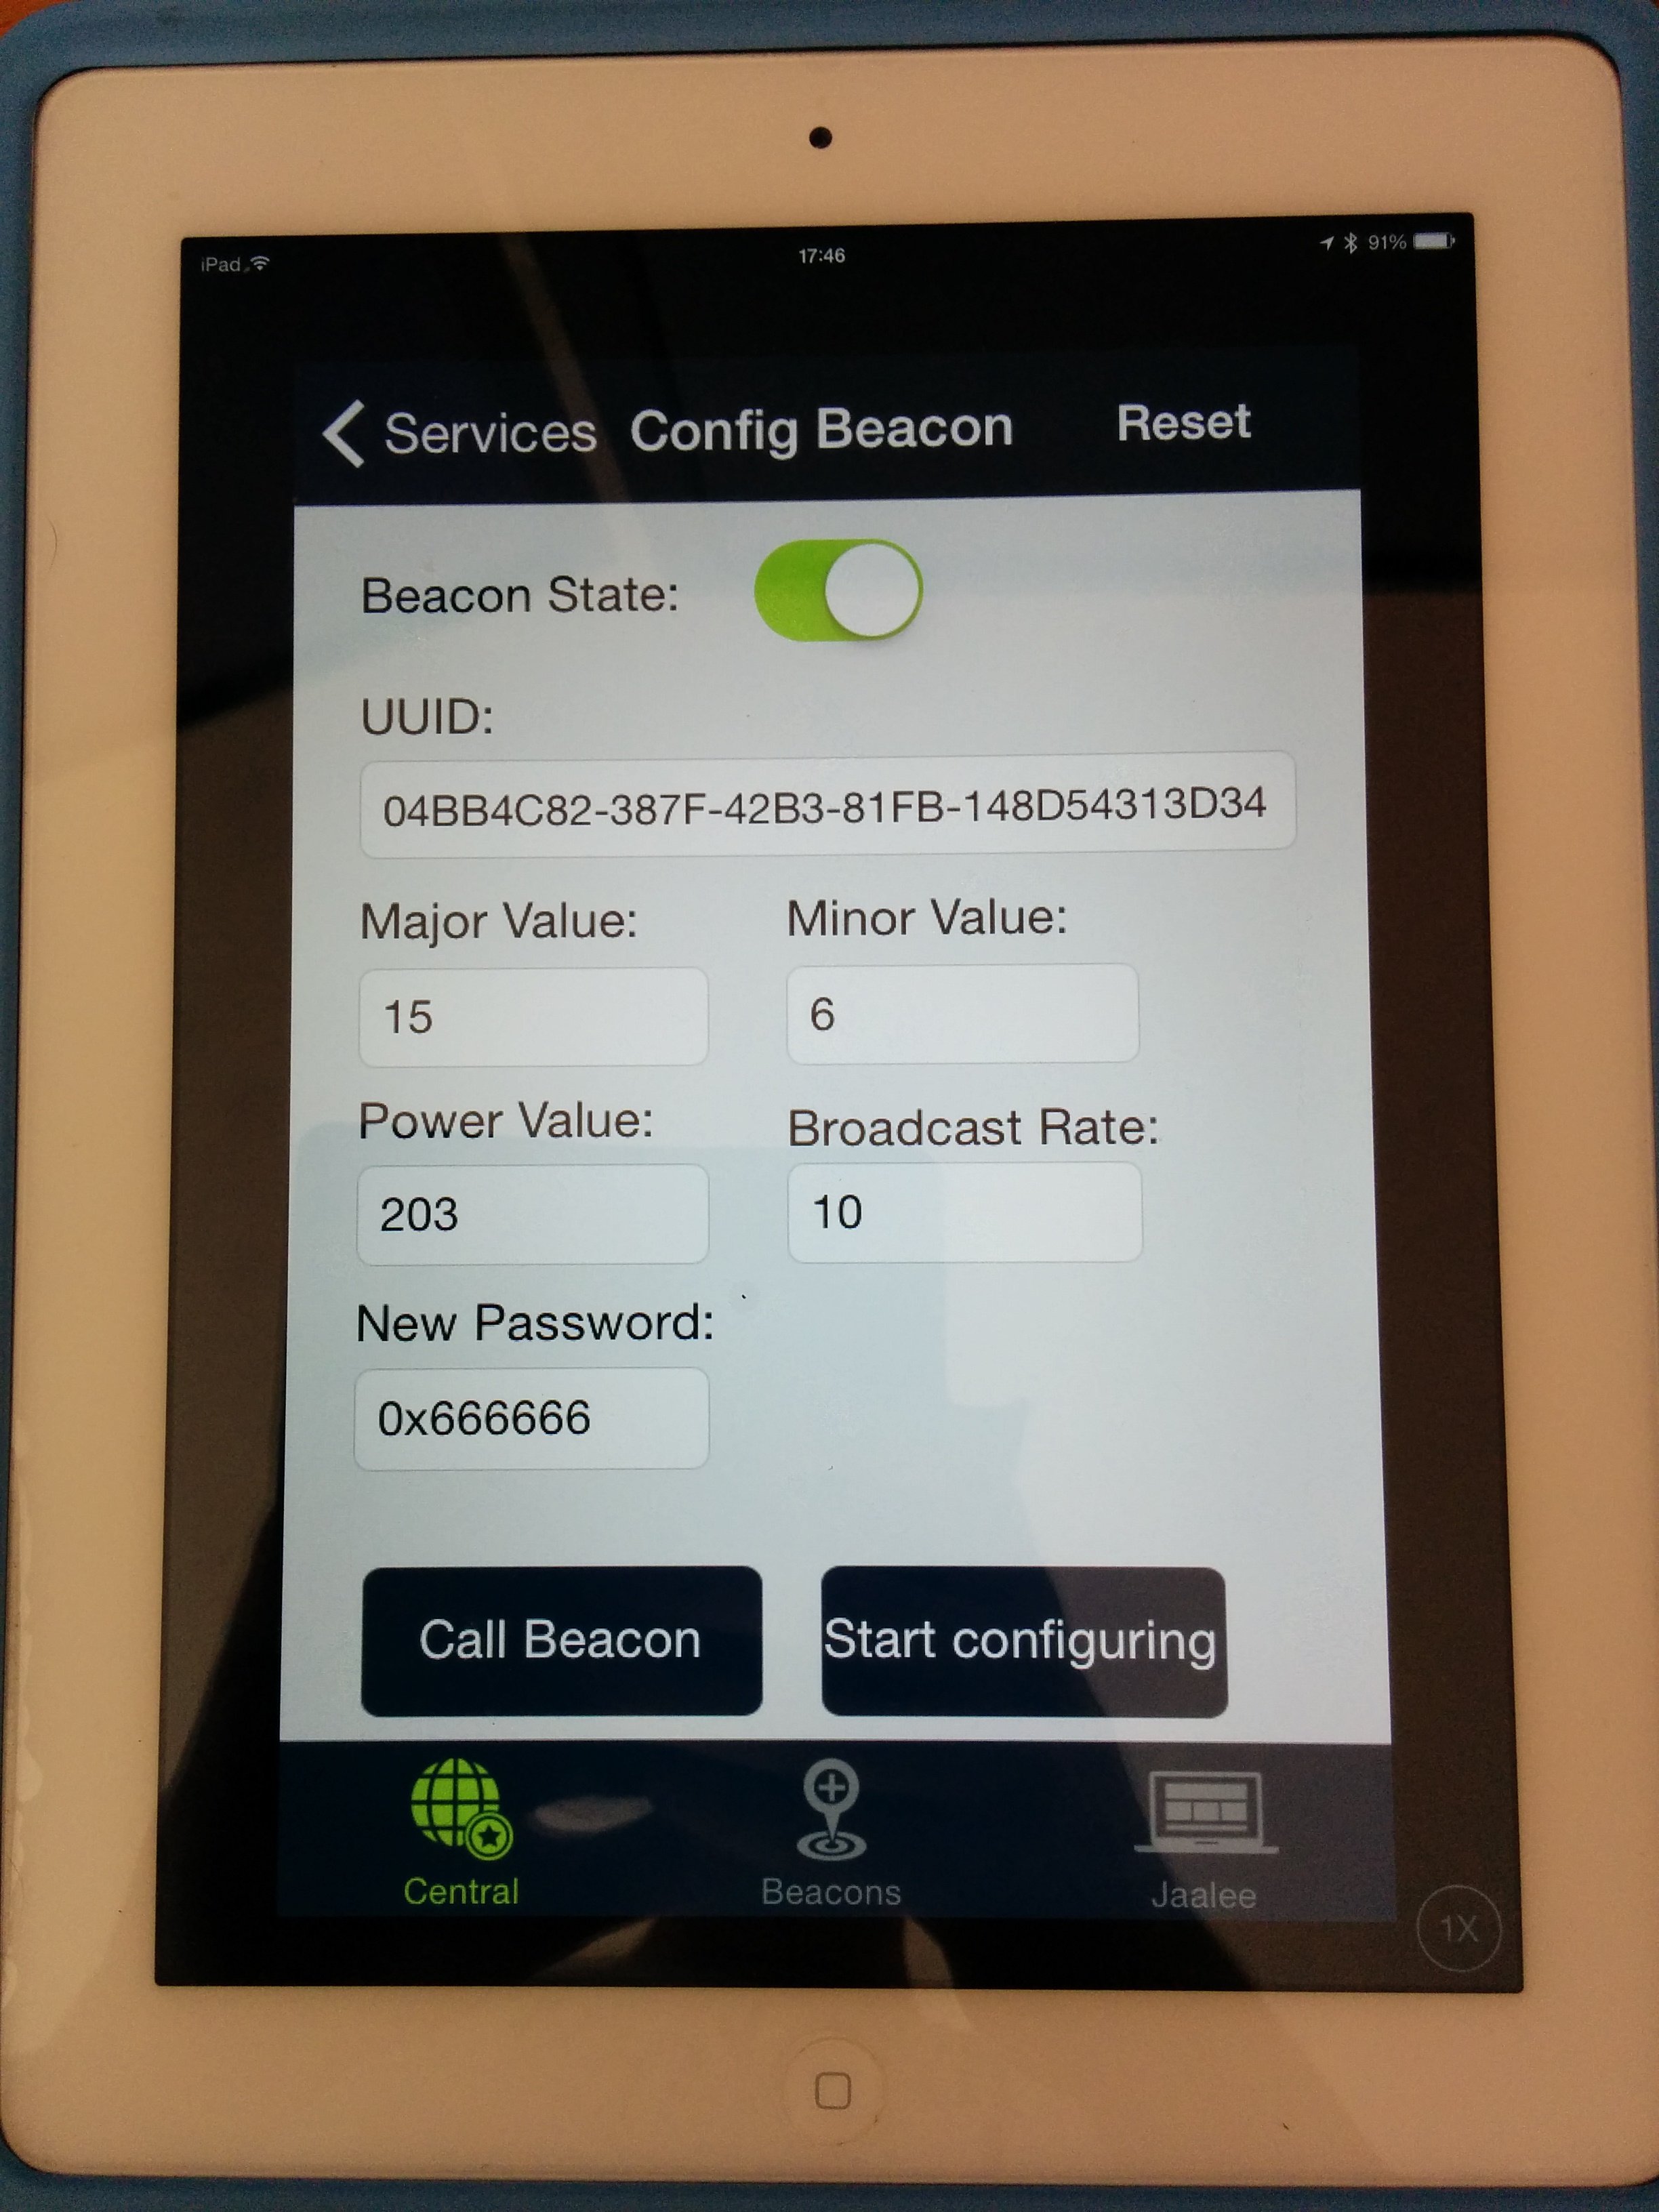 iPad
17:46
91%
Services Config Beacon Reset
Beacon State:
UUID:
04BB4C82-387F-42B3-81FB-148D54313D34
Major Value: Minor Value:
15 6
Power Value: Broadcast Rate:
203 10
New Password:
0x666666
Call Beacon Start configuring
Central Beacons Jaalee
1X